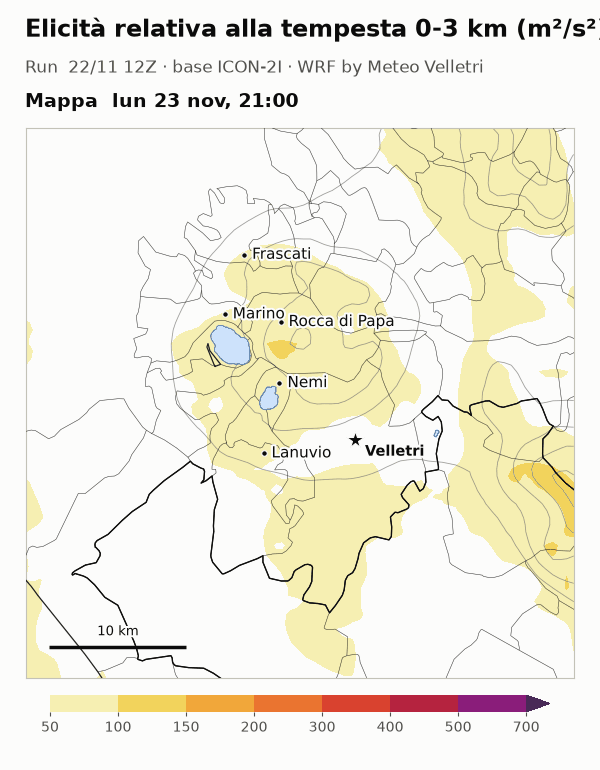 Elicità relativa alla tempesta 0-3 km (m²/s²)
Run 22/11 12Z · base ICON-2I · WRF by Meteo Velletri
Mappa lun 23 nov, 21:00
Frascati
Marino
Rocca di Papa
Nemi
Velletri
Lanuvio
10 km
50 100 150 200 300 400 500 700